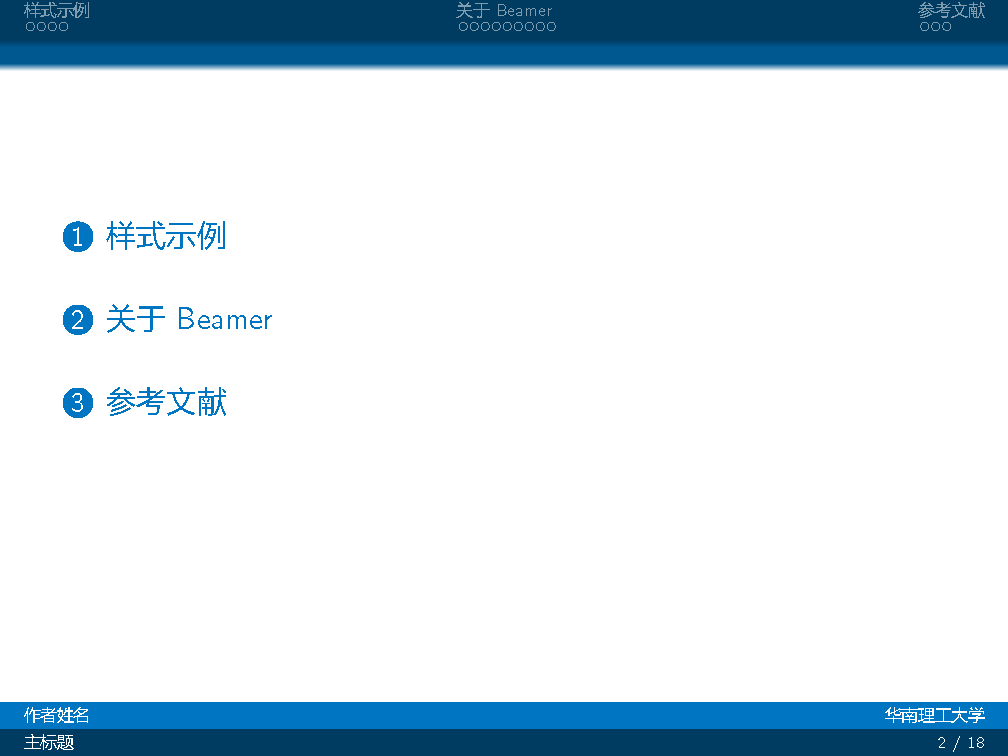 样式示例 关于 Beamer 参考文献
1 样式示例
2 关于 Beamer
3 参考文献
作者姓名 华南理工大学
主标题 2 / 18